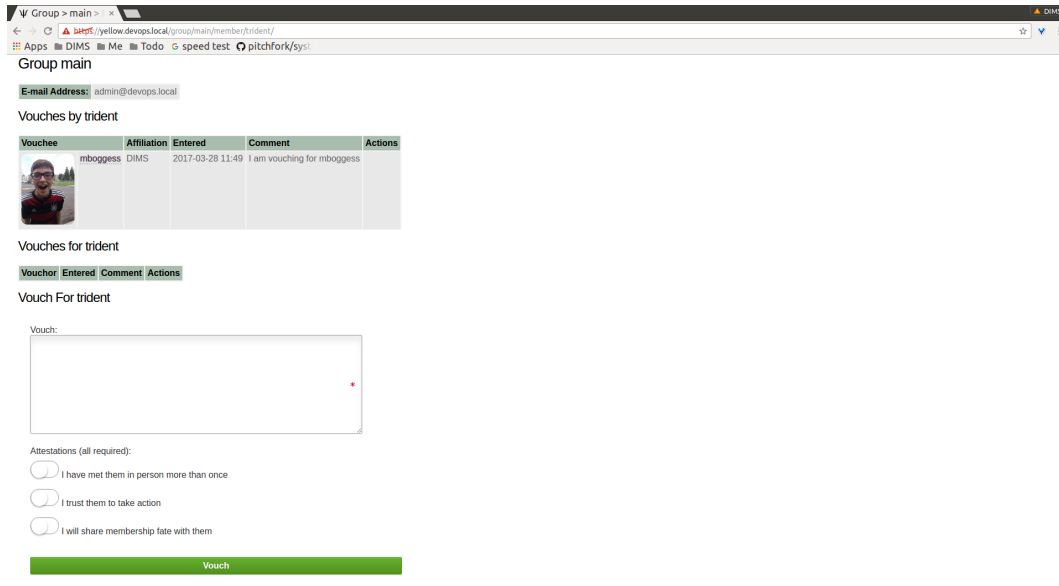 Ψ Group > main >
DIMS
https://yellow.devops.local/group/main/member/trident/
Apps DIMS Me Todo G speed test pitchfork/syst
Group main
E-mail Address: admin@devops.local
Vouches by trident
Vouchee Affiliation Entered Comment Actions
mboggess DIMS 2017-03-28 11:49 I am vouching for mboggess
Vouches for trident
Vouchor Entered Comment Actions
Vouch For trident
Vouch:
*
Attestations (all required):
I have met them in person more than once
I trust them to take action
I will share membership fate with them
Vouch